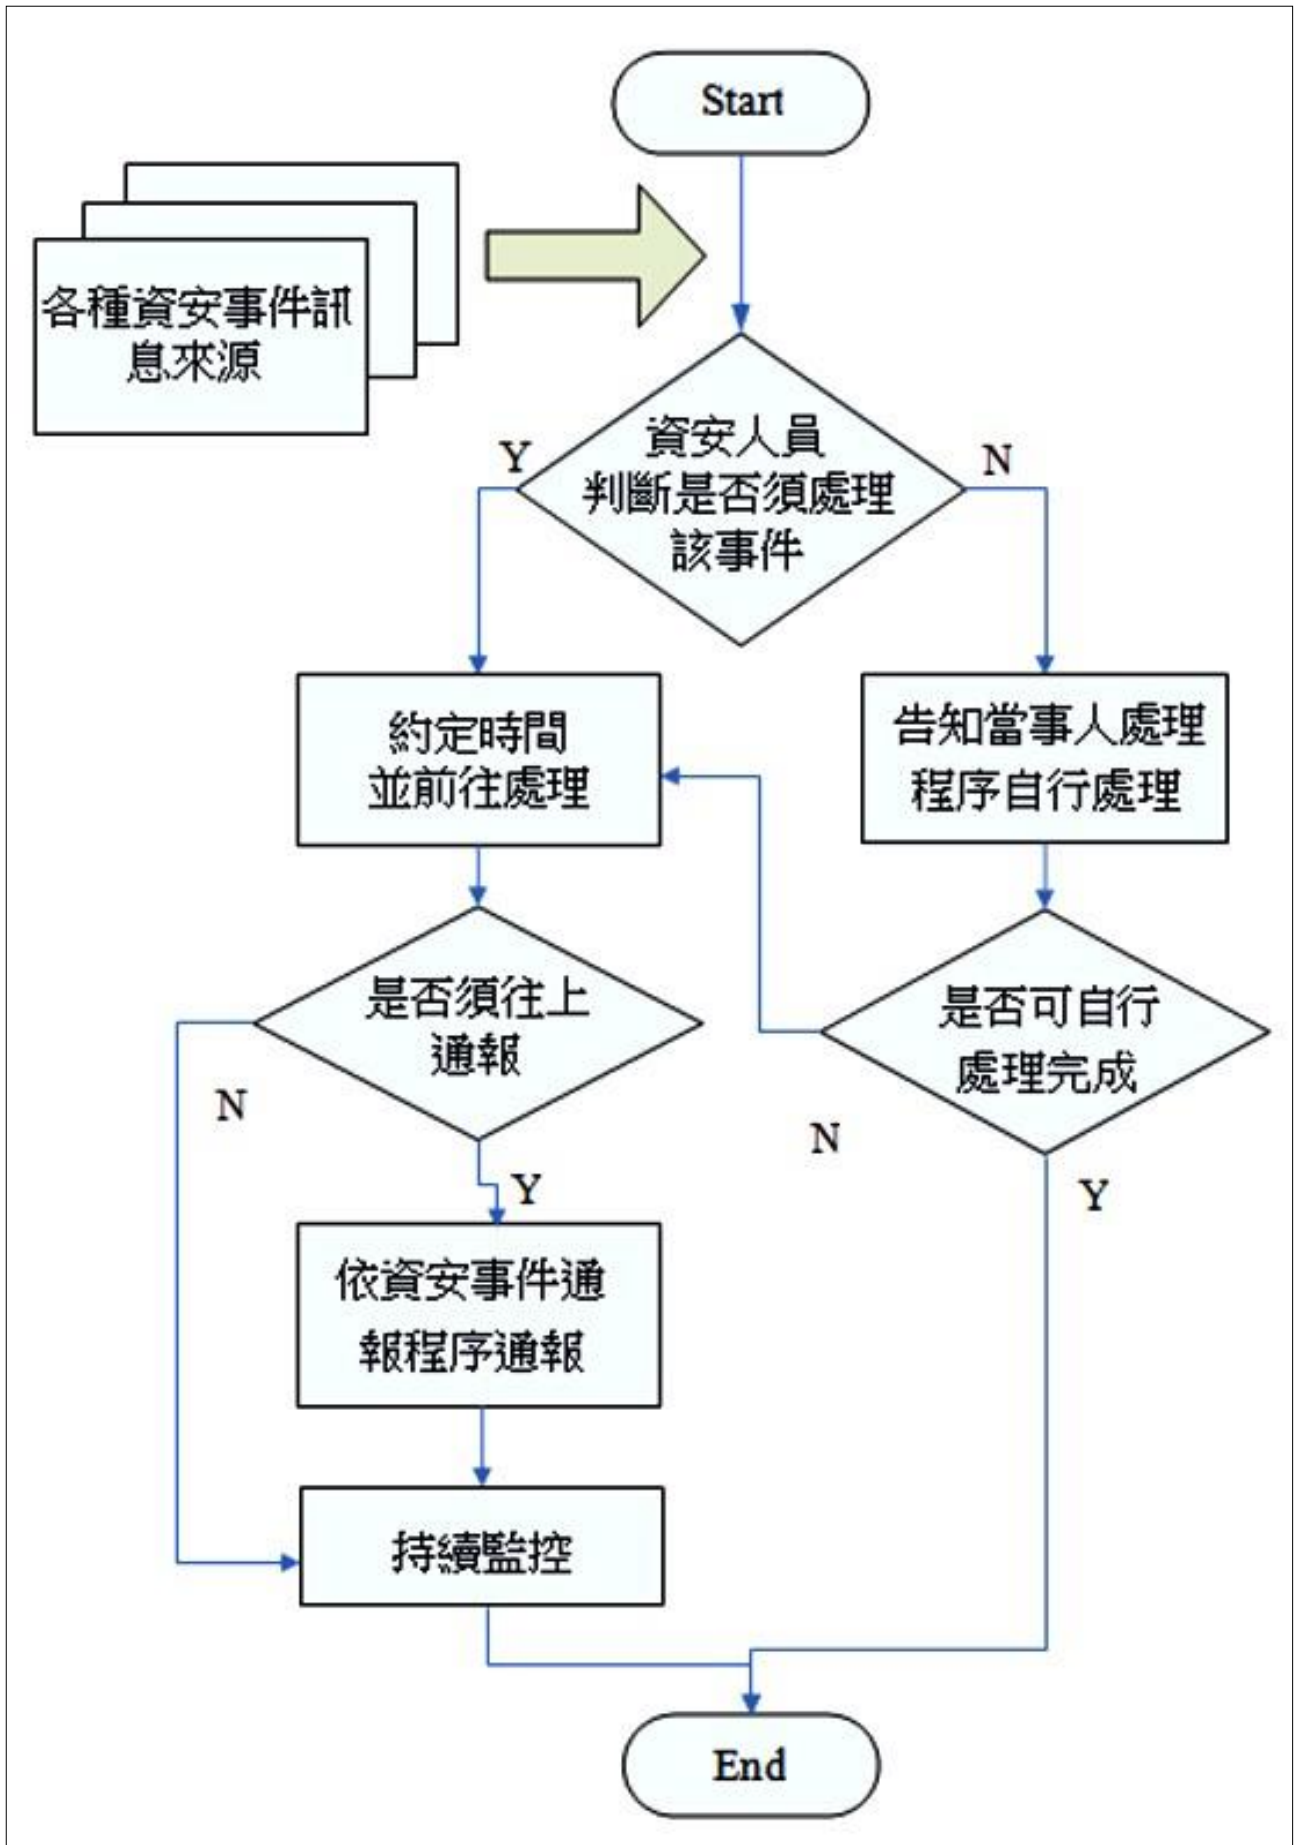 Start
各種資安事件訊
息來源
資安人員
判斷是否須處理
該事件
Y
N
約定時間
並前往處理
告知當事人處理
程序自行處理
是否須往上
通報
是否可自行
處理完成
N
N
Y
Y
依資安事件通
報程序通報
持續監控
End